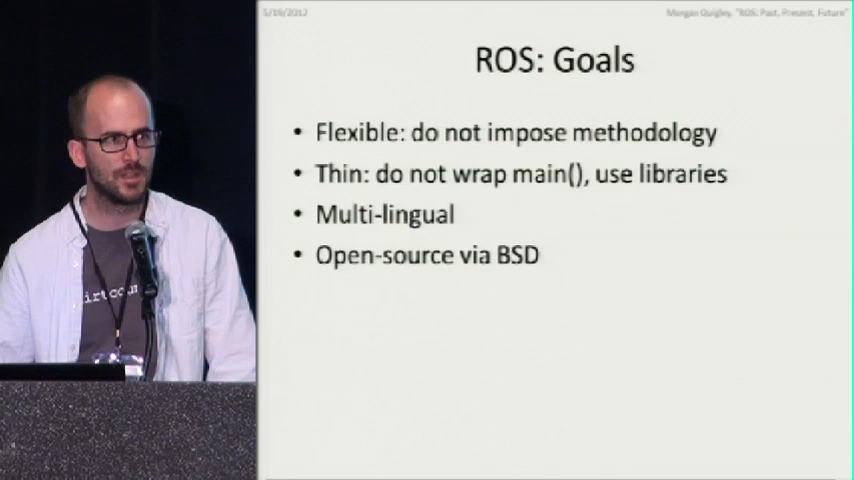 5/19/2012
Morgan Quigley, "ROS: Past, Present, Future"
ROS: Goals
• Flexible: do not impose methodology
• Thin: do not wrap main(), use libraries
• Multi-lingual
• Open-source via BSD